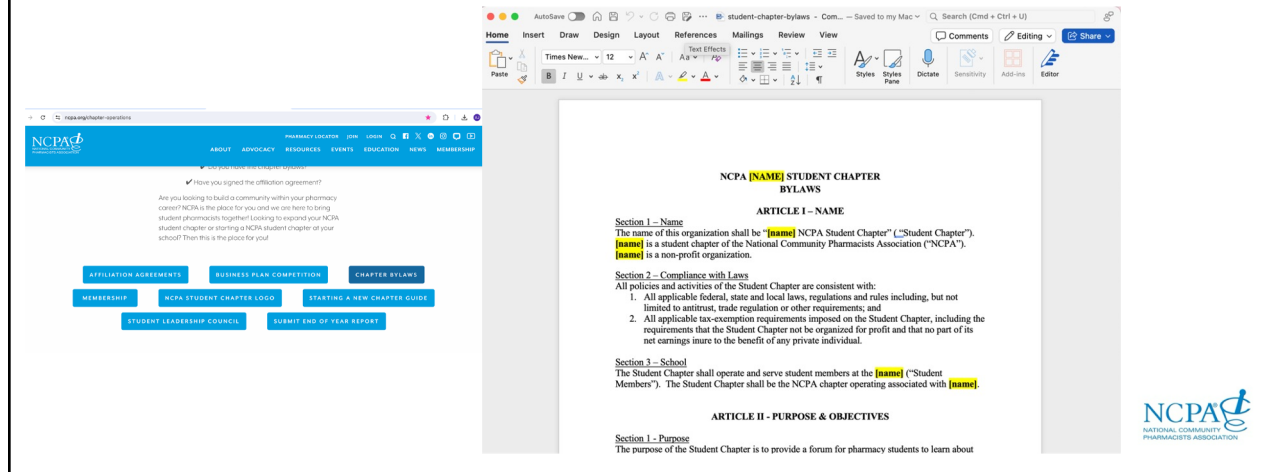 ncpa.org/chapter-operations
NCPA
NATIONAL COMMUNITY
PHARMACISTS ASSOCIATION
PHARMACY LOCATOR JOIN LOGIN
ABOUT ADVOCACY RESOURCES EVENTS EDUCATION NEWS MEMBERSHIP
✔ Do you have the chapter bylaws?
✔ Have you signed the affiliation agreement?
Are you looking to build a community within your pharmacy
career? NCPA is the place for you and we are here to bring
student pharmacists together! Looking to expand your NCPA
student chapter or starting a NCPA student chapter at your
school? Then this is the place for you!
AFFILIATION AGREEMENTS BUSINESS PLAN COMPETITION CHAPTER BYLAWS
MEMBERSHIP NCPA STUDENT CHAPTER LOGO STARTING A NEW CHAPTER GUIDE
STUDENT LEADERSHIP COUNCIL SUBMIT END OF YEAR REPORT
AutoSave student-chapter-bylaws - Com... — Saved to my Mac Search (Cmd + Ctrl + U)
Home Insert Draw Design Layout References Mailings Review View Comments Editing Share
Text Effects
Paste Times New... 12 Styles Styles Pane Dictate Sensitivity Add-ins Editor
NCPA [NAME] STUDENT CHAPTER
BYLAWS
ARTICLE I – NAME
Section 1 – Name
The name of this organization shall be “[name] NCPA Student Chapter” ( “Student Chapter”).
[name] is a student chapter of the National Community Pharmacists Association (“NCPA”).
[name] is a non-profit organization.
Section 2 – Compliance with Laws
All policies and activities of the Student Chapter are consistent with:
1. All applicable federal, state and local laws, regulations and rules including, but not
limited to antitrust, trade regulation or other requirements; and
2. All applicable tax-exemption requirements imposed on the Student Chapter, including the
requirements that the Student Chapter not be organized for profit and that no part of its
net earnings inure to the benefit of any private individual.
Section 3 – School
The Student Chapter shall operate and serve student members at the [name] (“Student
Members”). The Student Chapter shall be the NCPA chapter operating associated with [name].
ARTICLE II - PURPOSE & OBJECTIVES
Section 1 - Purpose
The purpose of the Student Chapter is to provide a forum for pharmacy students to learn about
NCPA
NATIONAL COMMUNITY
PHARMACISTS ASSOCIATION